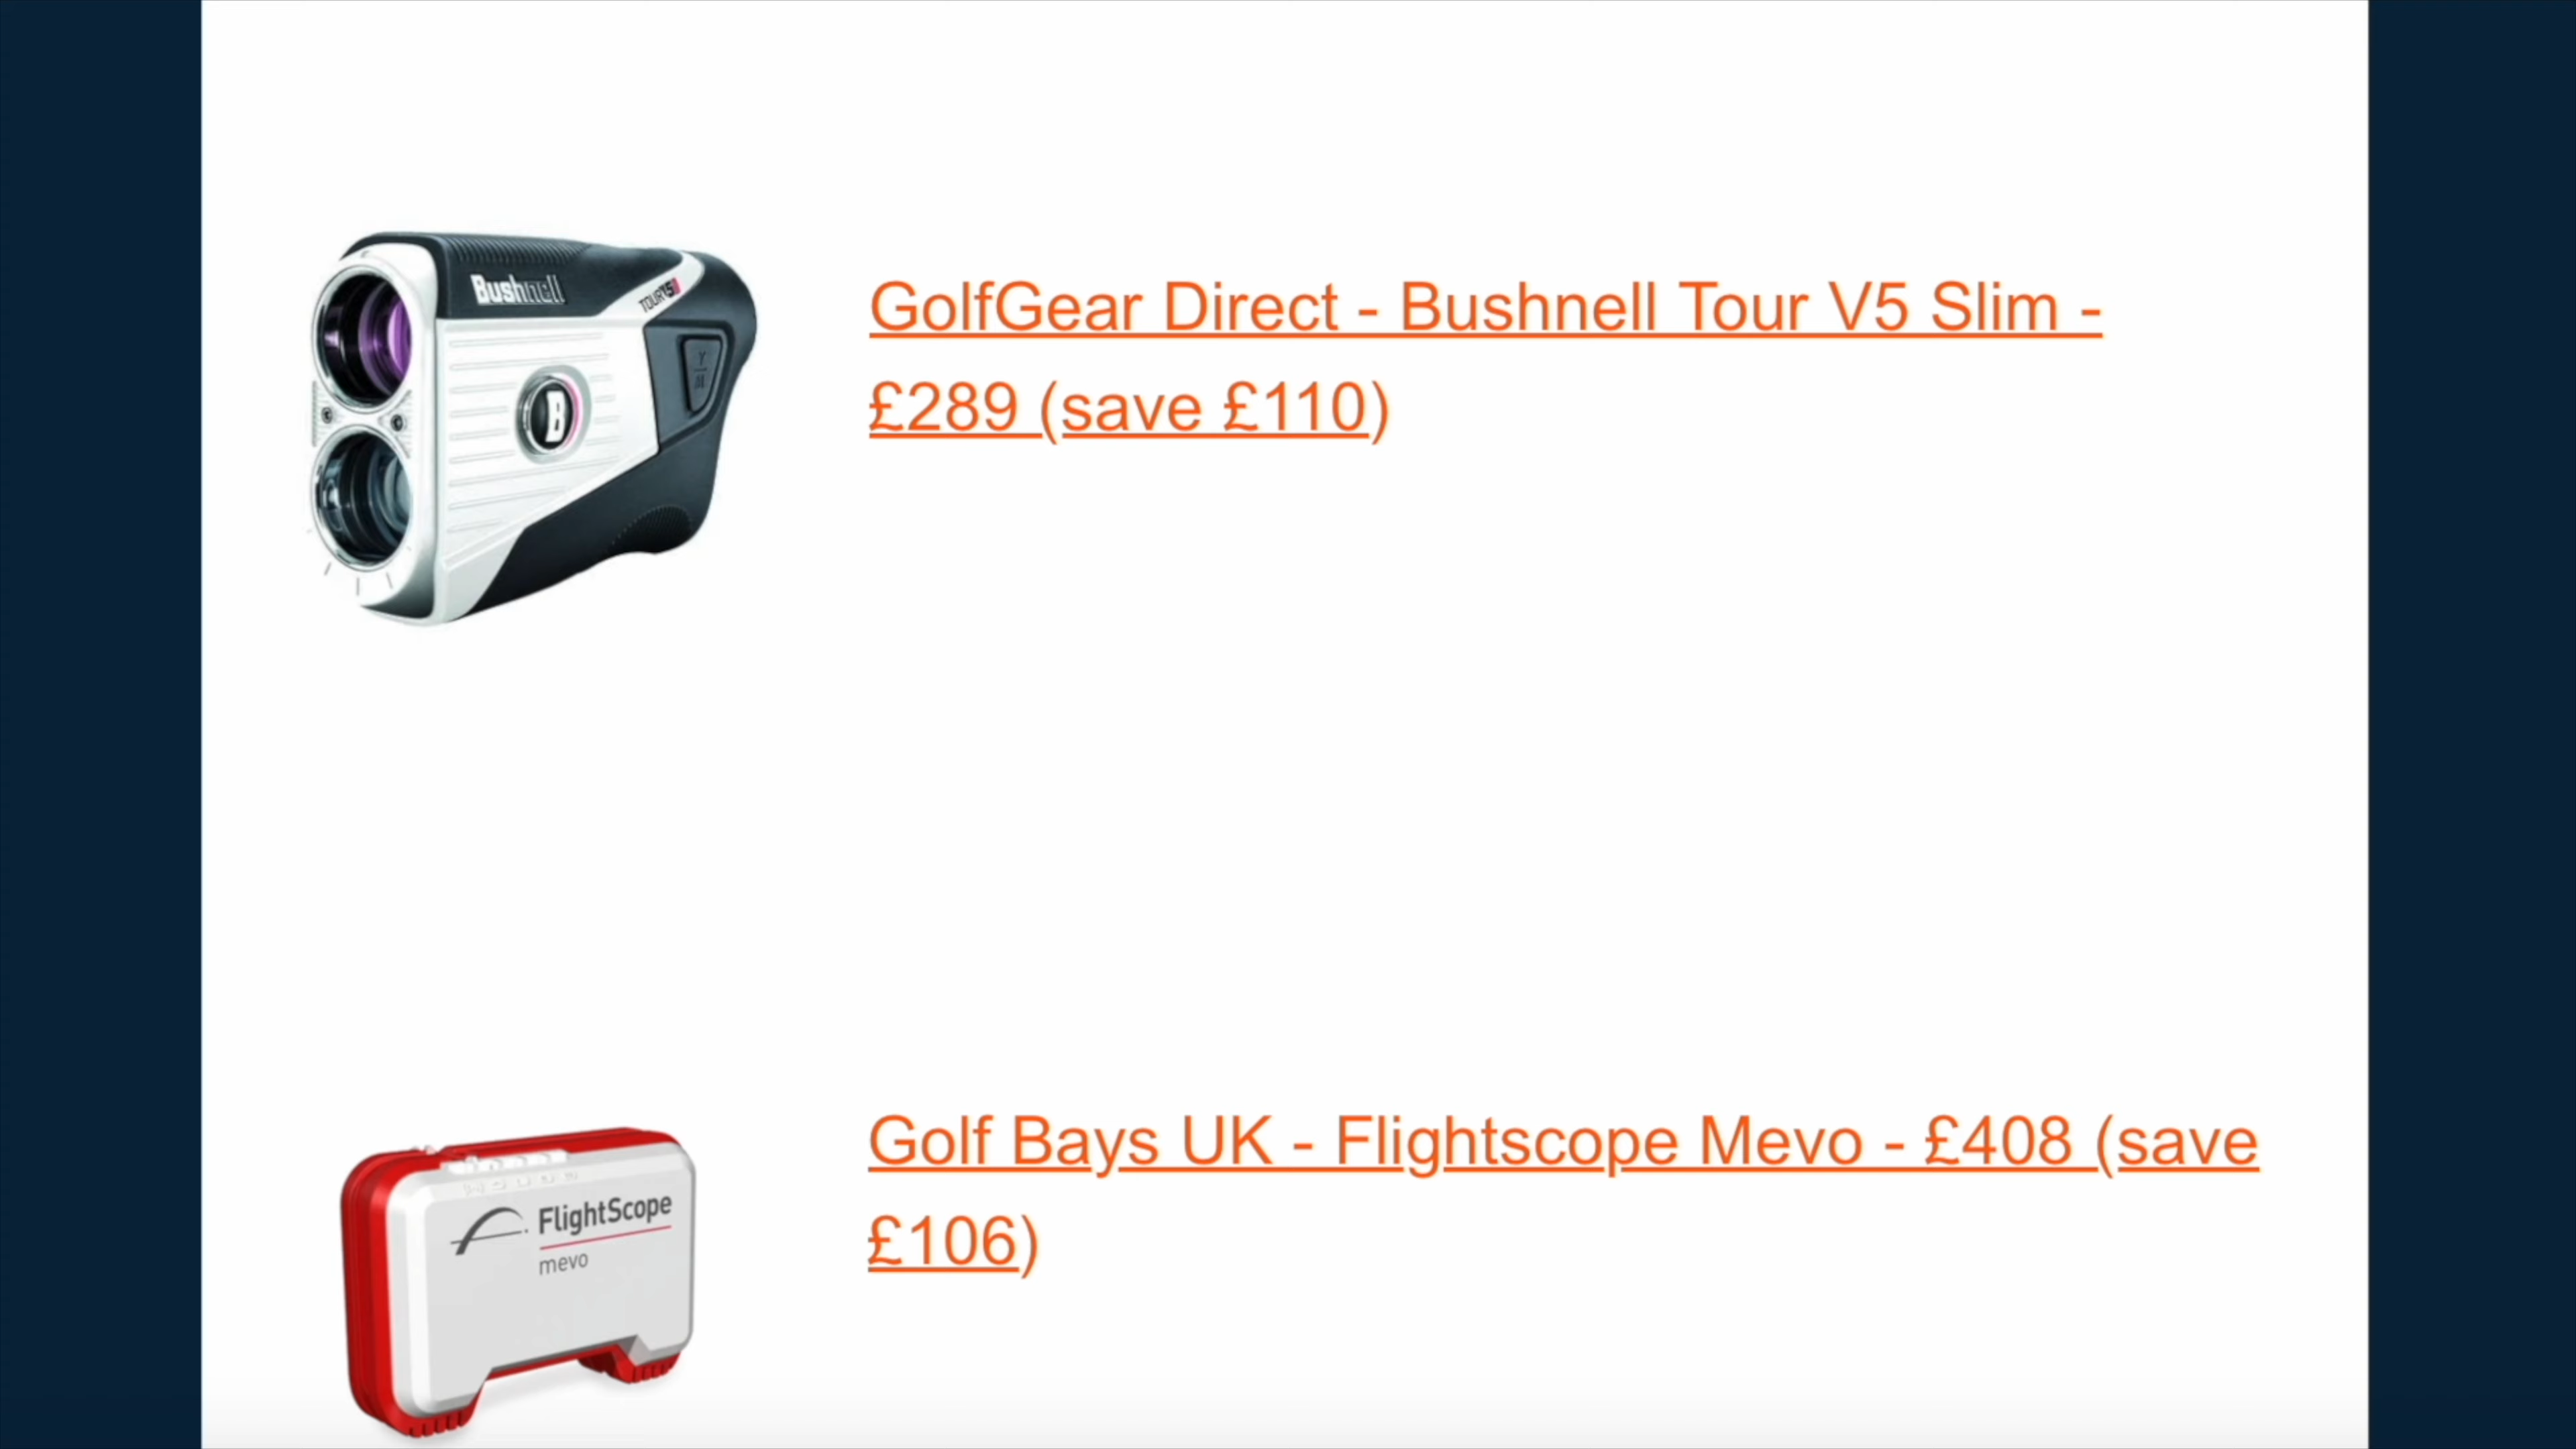 Bushnell
TOUR V5
B
GolfGear Direct - Bushnell Tour V5 Slim -
£289 (save £110)
FlightScope
mevo
Golf Bays UK - Flightscope Mevo - £408 (save
£106)